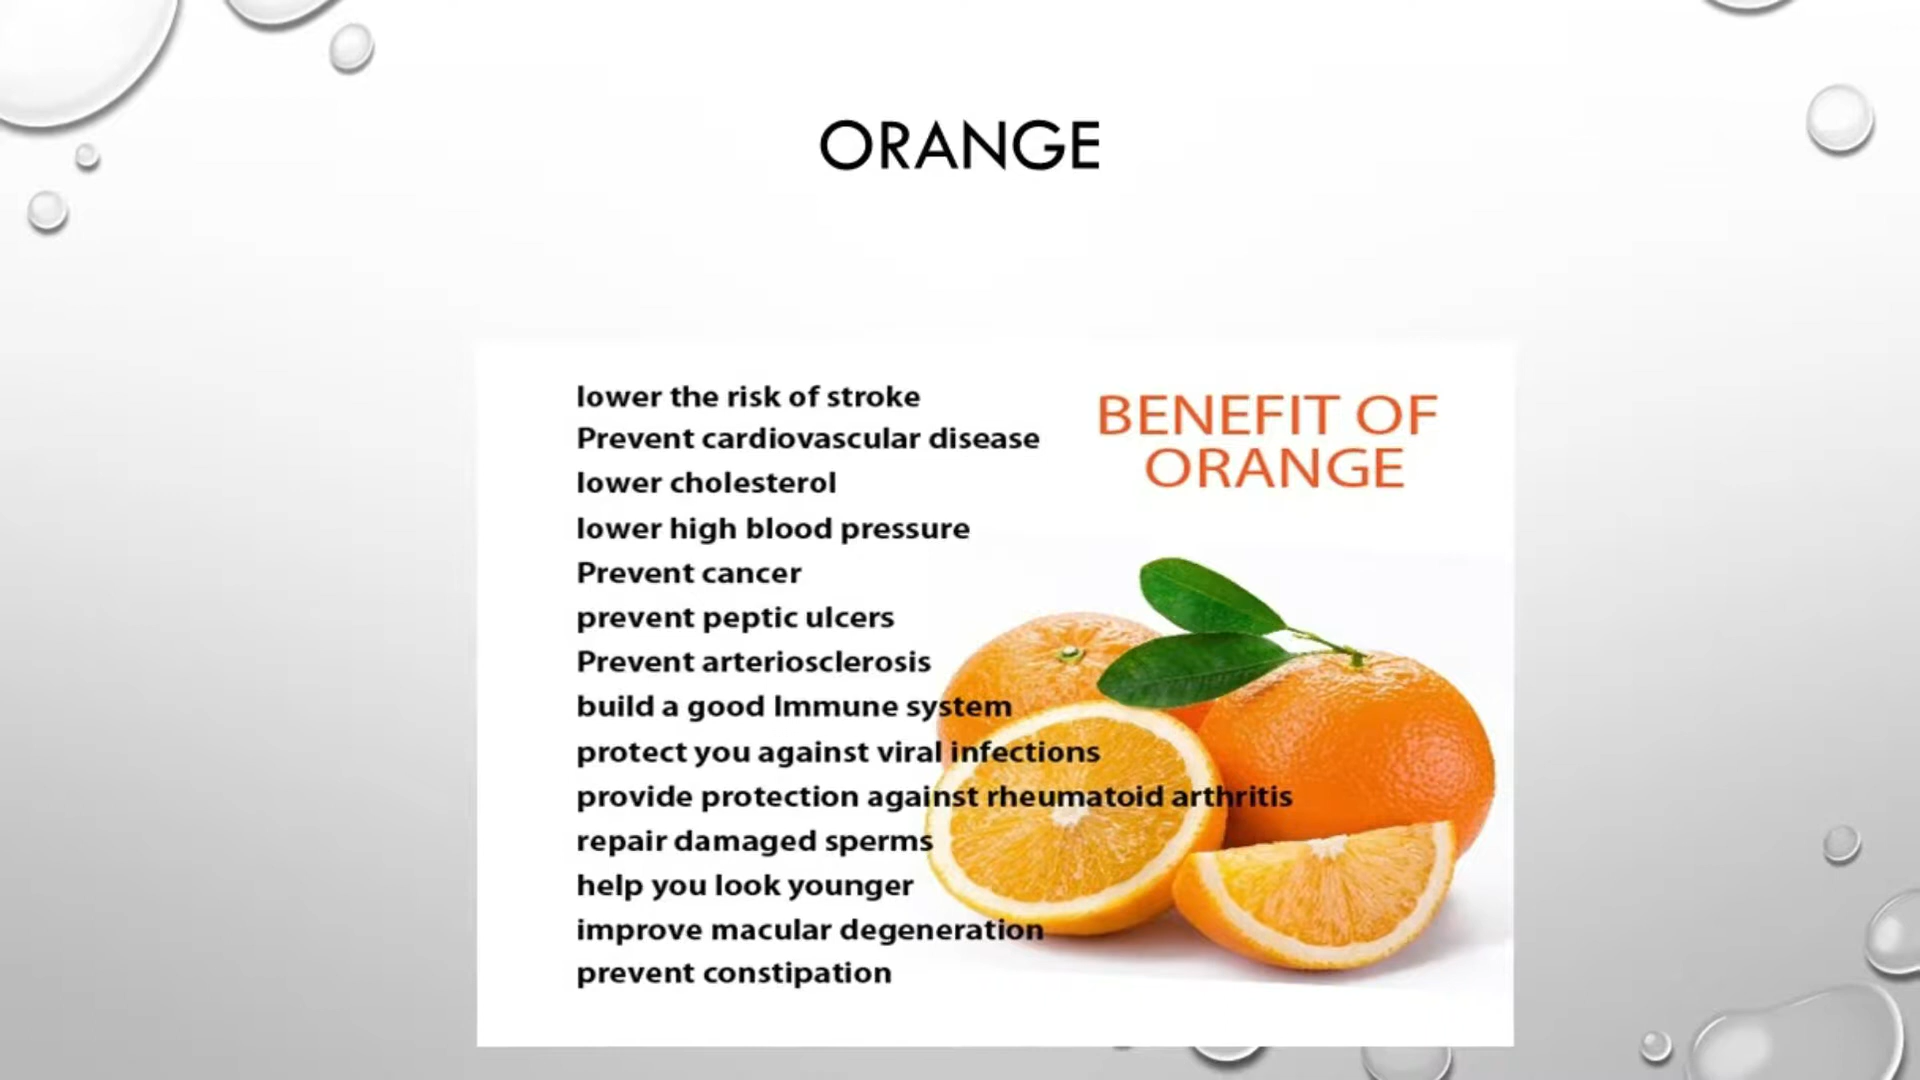 ORANGE
BENEFIT OF
ORANGE
lower the risk of stroke
Prevent cardiovascular disease
lower cholesterol
lower high blood pressure
Prevent cancer
prevent peptic ulcers
Prevent arteriosclerosis
build a good Immune system
protect you against viral infections
provide protection against rheumatoid arthritis
repair damaged sperms
help you look younger
improve macular degeneration
prevent constipation